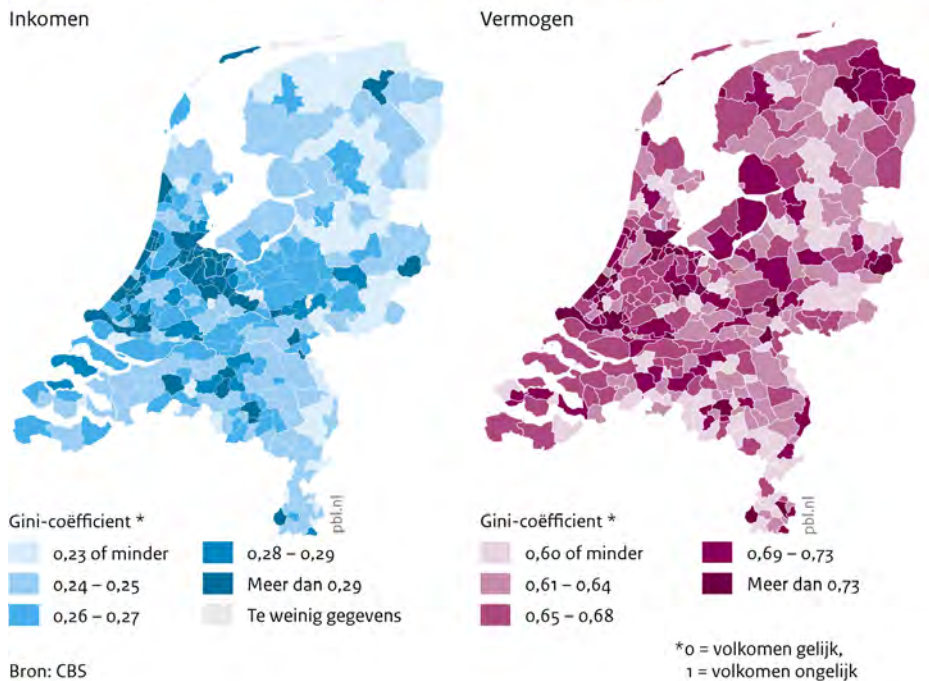 Inkomen
Vermogen
pbl.nl
pbl.nl
Gini-coëfficient *
0,23 of minder
0,24 – 0,25
0,26 – 0,27
0,28 – 0,29
Meer dan 0,29
Te weinig gegevens
Gini-coëfficient *
0,60 of minder
0,61 – 0,64
0,65 – 0,68
0,69 – 0,73
Meer dan 0,73
Bron: CBS
*0 = volkomen gelijk,
1 = volkomen ongelijk